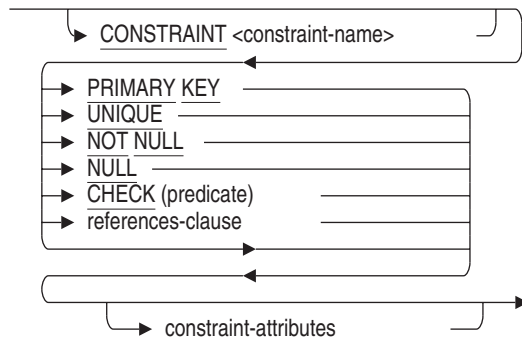 CONSTRAINT <constraint-name>
PRIMARY KEY
UNIQUE
NOT NULL
NULL
CHECK (predicate)
references-clause
constraint-attributes